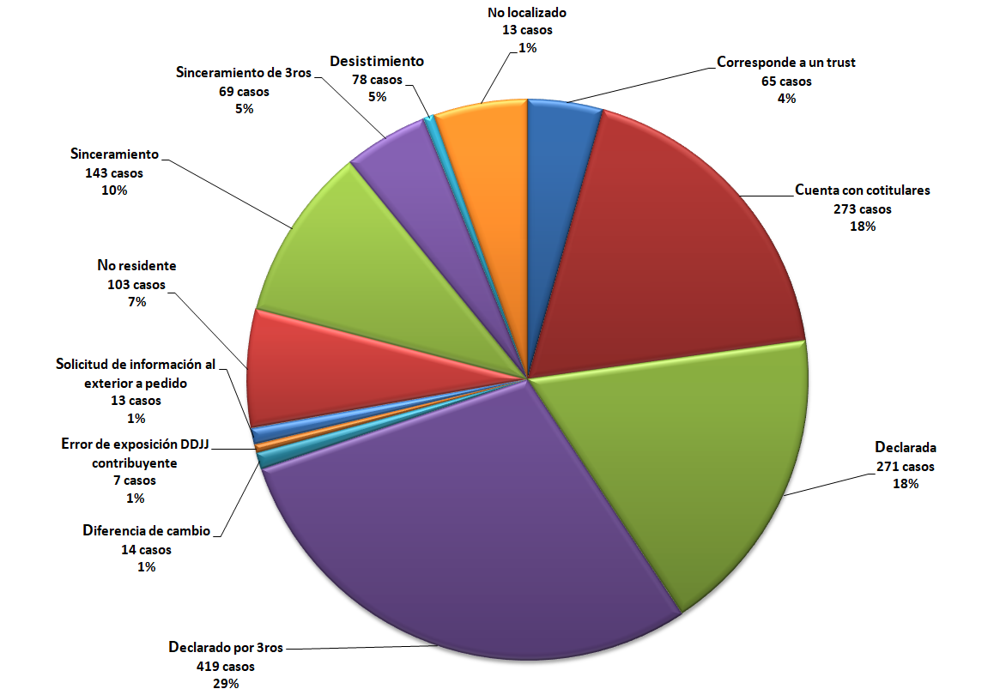 No localizado
13 casos
1%
Corresponde a un trust
65 casos
4%
Cuenta con cotitulares
273 casos
18%
Declarada
271 casos
18%
Declarado por 3ros
419 casos
29%
Diferencia de cambio
14 casos
1%
Error de exposición DDJJ
contribuyente
7 casos
1%
Solicitud de información al
exterior a pedido
13 casos
1%
No residente
103 casos
7%
Sinceramiento
143 casos
10%
Sinceramiento de 3ros
69 casos
5%
Desistimiento
78 casos
5%